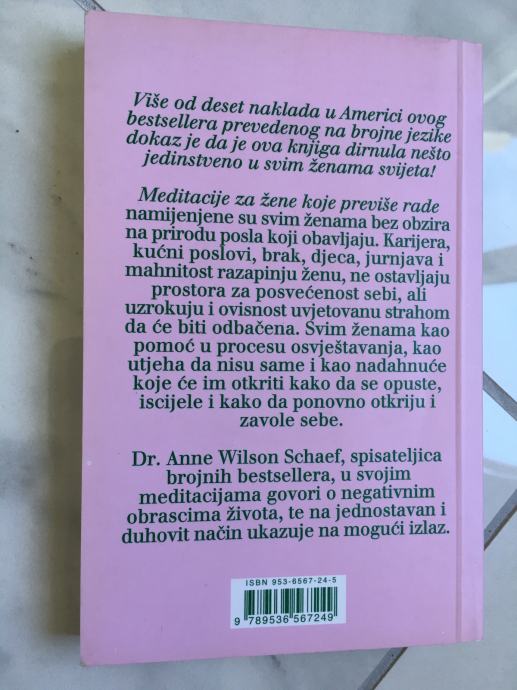 Više od deset naklada u Americi ovog
bestsellera prevedenog na brojne jezike
dokaz je da je ova knjiga dirnula nešto
jedinstveno u svim ženama svijeta!
Meditacije za žene koje previše rade
namijenjene su svim ženama bez obzira
na prirodu posla koji obavljaju. Karijera,
kućni poslovi, brak, djeca, jurnjava i
mahnitost razapinju ženu, ne ostavljaju
prostora za posvećenost sebi, ali
uzrokuju i ovisnost uvjetovanu strahom
da će biti odbačena. Svim ženama kao
pomoć u procesu osvještavanja, kao
utjeha da nisu same i kao nadahnuće
koje će im otkriti kako da se opuste,
iscijele i kako da ponovno otkriju i
zavole sebe.
Dr. Anne Wilson Schaef, spisateljica
brojnih bestsellera, u svojim
meditacijama govori o negativnim
obrascima života, te na jednostavan i
duhovit način ukazuje na mogući izlaz.
ISBN 953-6567-24-5
9 789536 567249